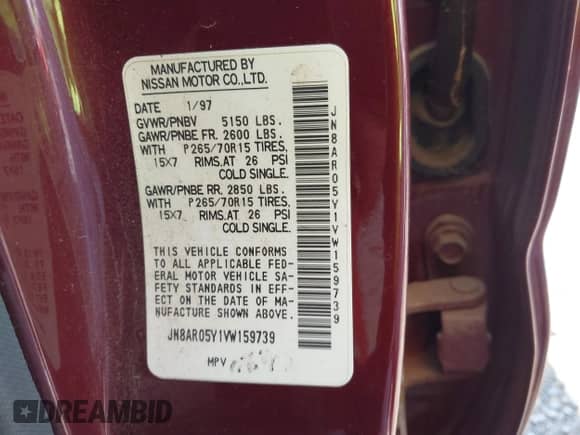 MANUFACTURED BY
NISSAN MOTOR CO., LTD.
DATE 1/97
GVWR/PNBV 5150 LBS.
GAWR/PNBE FR. 2600 LBS.
WITH P265/70R15 TIRES,
15X7 RIMS, AT 26 PSI
COLD SINGLE.
GAWR/PNBE RR. 2850 LBS.
WITH P265/70R15 TIRES,
15X7 RIMS, AT 26 PSI
COLD SINGLE.
THIS VEHICLE CONFORMS
TO ALL APPLICABLE FED-
ERAL MOTOR VEHICLE SA-
FETY STANDARDS IN EFF-
ECT ON THE DATE OF MA-
NUFACTURE SHOWN ABOVE.
JN8AR05Y1VW159739
MPV
JN8AR05Y1VW159739
DREAMBID